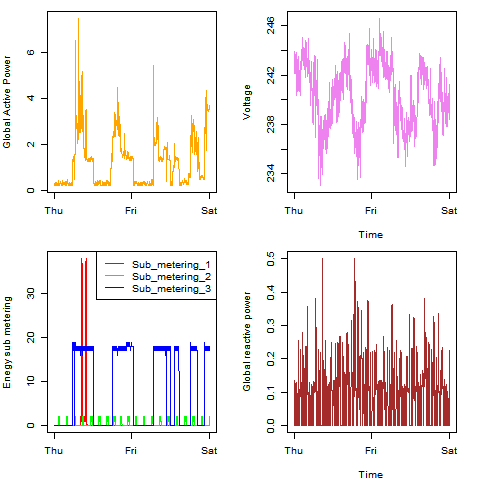 Global Active Power
0 2 4 6
Thu Fri Sat
Voltage
234 238 242 246
Thu Fri Sat
Time
Enegy sub metering
0 10 20 30
Sub_metering_1
Sub_metering_2
Sub_metering_3
Thu Fri Sat
Global reactive power
0.0 0.1 0.2 0.3 0.4 0.5
Thu Fri Sat
Time